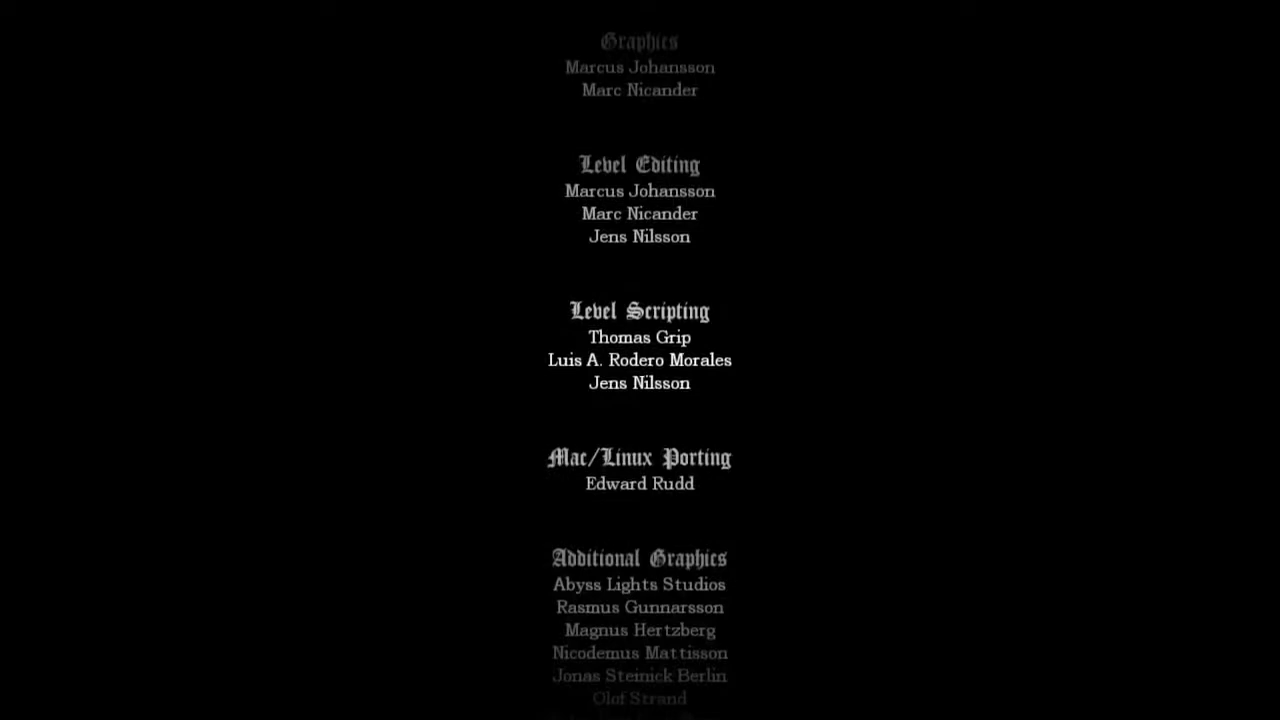 Graphics
Marcus Johansson
Marc Nicander
Level Editing
Marcus Johansson
Marc Nicander
Jens Nilsson
Level Scripting
Thomas Grip
Luis A. Rodero Morales
Jens Nilsson
Mac/Linux Porting
Edward Rudd
Additional Graphics
Abyss Lights Studios
Rasmus Gunnarsson
Magnus Hertzberg
Nicodemus Mattisson
Jonas Steinick Berlin
Olof Strand